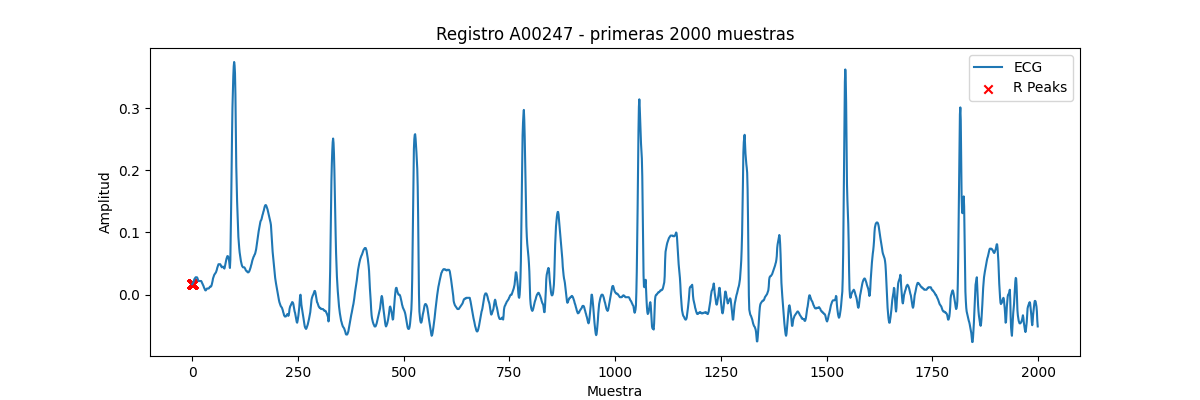 Registro A00247 - primeras 2000 muestras
ECG
R Peaks
Amplitud
0.3
0.2
0.1
0.0
0 250 500 750 1000 1250 1500 1750 2000
Muestra